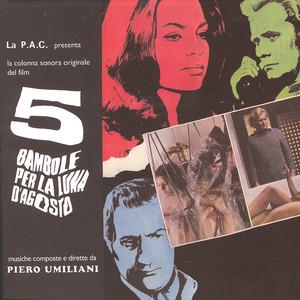 La P.A.C. presenta
la colonna sonora originale
del film
5
BAMBOLE
PER LA LUNA
D'AGOSTO
musiche composte e dirette da
PIERO UMILIANI